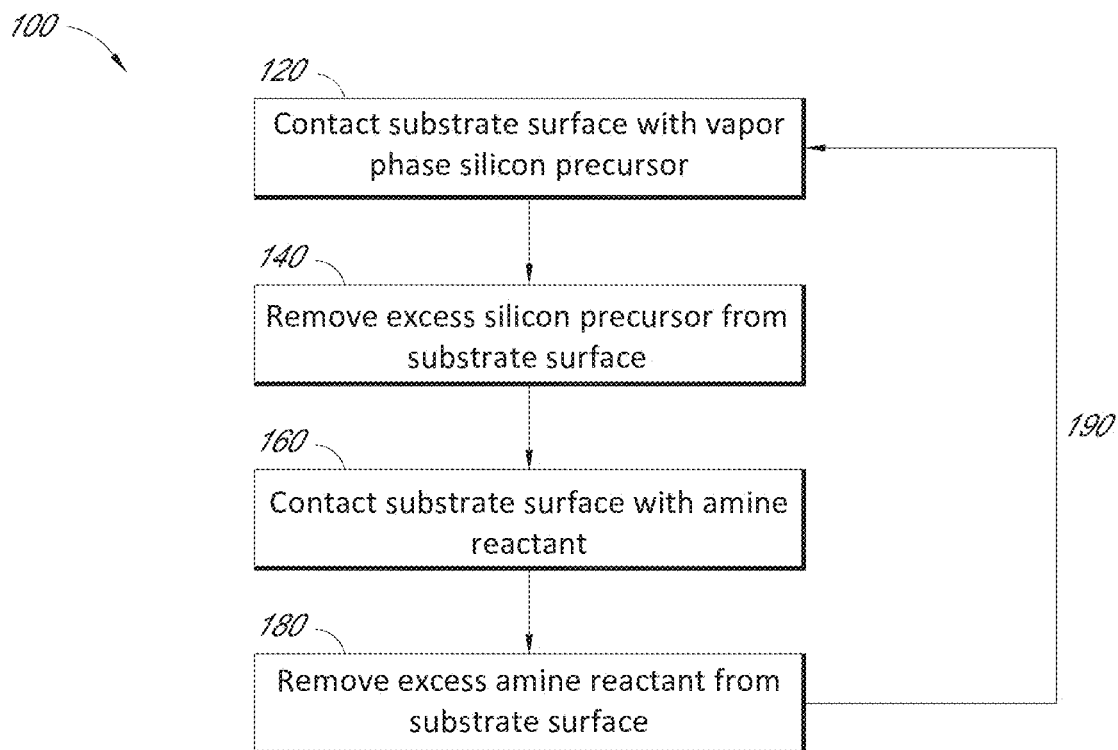 100
120
Contact substrate surface with vapor
phase silicon precursor
140
Remove excess silicon precursor from
substrate surface
160
Contact substrate surface with amine
reactant
190
180
Remove excess amine reactant from
substrate surface